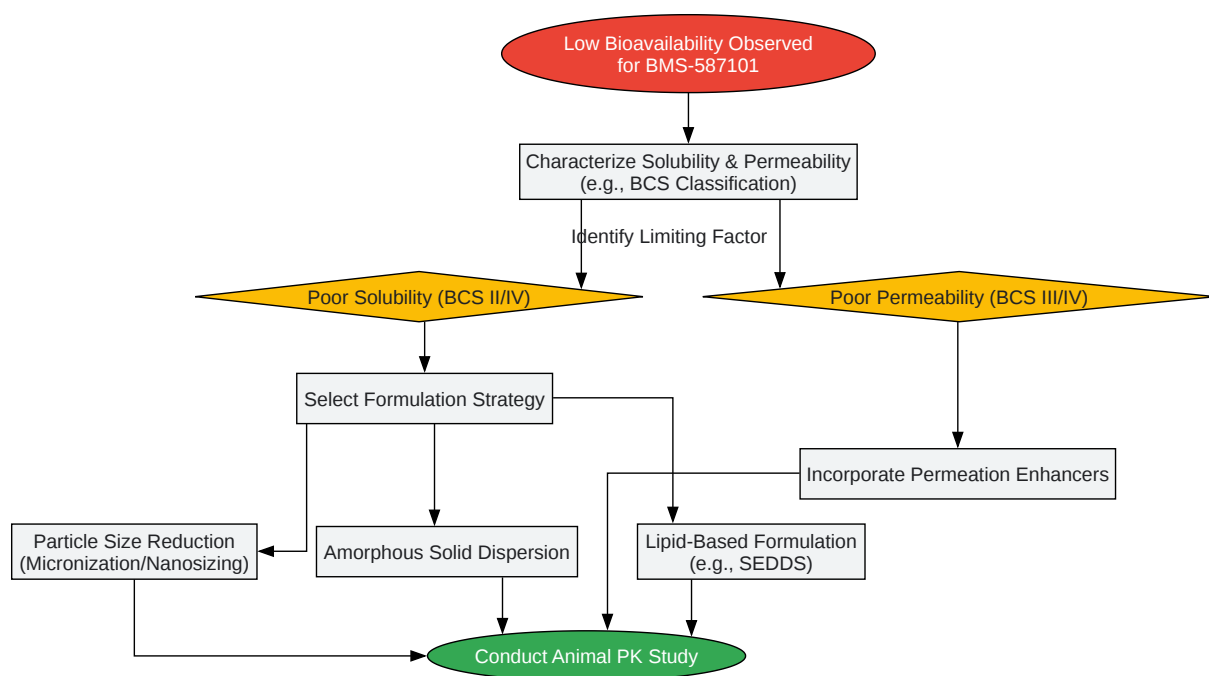 Low Bioavailability Observed
for BMS-587101
Characterize Solubility & Permeability
(e.g., BCS Classification)
Identify Limiting Factor
Poor Solubility (BCS II/IV)
Poor Permeability (BCS III/IV)
Select Formulation Strategy
Incorporate Permeation Enhancers
Particle Size Reduction
(Micronization/Nanosizing)
Amorphous Solid Dispersion
Lipid-Based Formulation
(e.g., SEDDS)
Conduct Animal PK Study